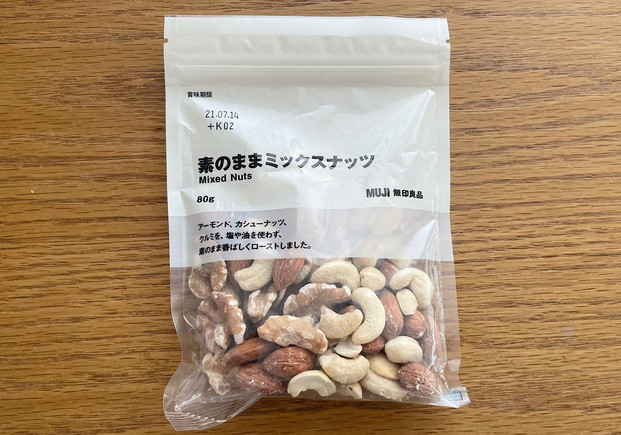 賞味期限
21.07.14
+K02
素のままミックスナッツ
Mixed Nuts
80g
MUJI 無印良品
アーモンド、カシューナッツ、
クルミを、塩や油を使わず、
素のまま香ばしくローストしました。